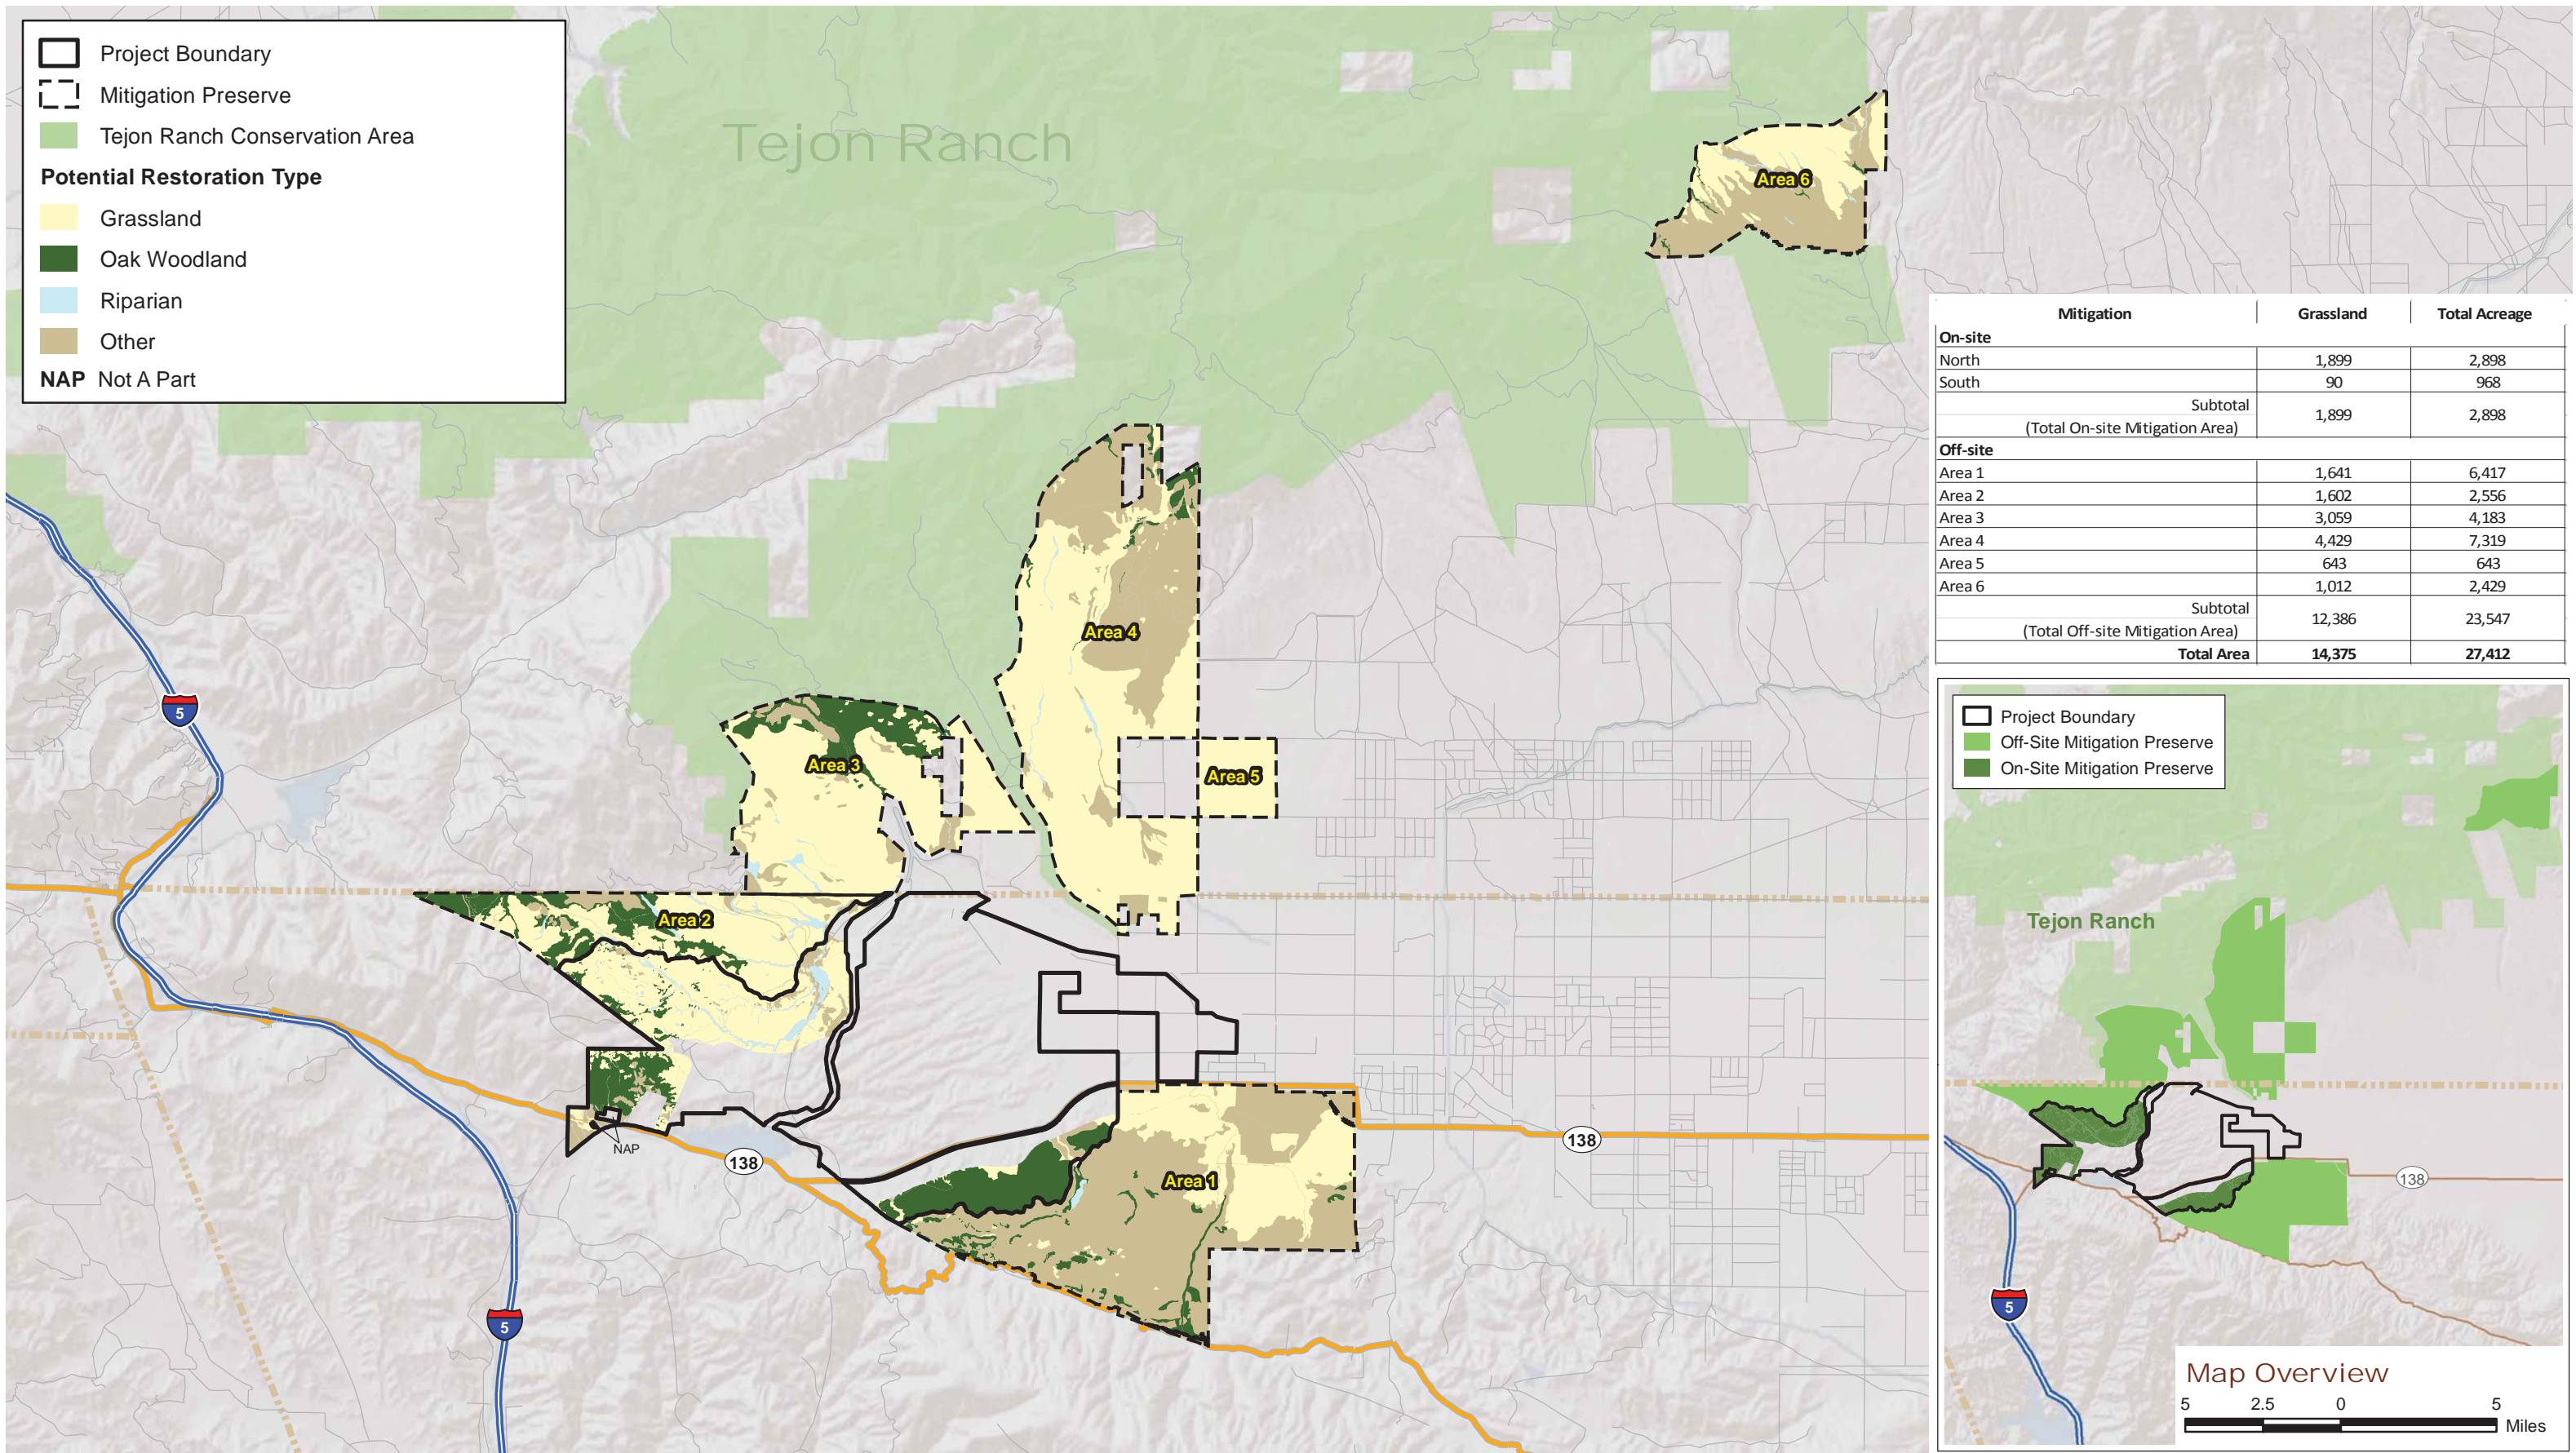 Project Boundary
Mitigation Preserve
Tejon Ranch Conservation Area
Potential Restoration Type
Grassland
Oak Woodland
Riparian
Other
NAP Not A Part
Tejon Ranch
Area 6
Area 4
Area 3
Area 5
Area 2
Area 1
NAP
5
5
138
138
Mitigation Grassland Total Acreage
On-site
North 1,899 2,898
South 90 968
Subtotal
(Total On-site Mitigation Area) 1,899 2,898
Off-site
Area 1 1,641 6,417
Area 2 1,602 2,556
Area 3 3,059 4,183
Area 4 4,429 7,319
Area 5 643 643
Area 6 1,012 2,429
Subtotal
(Total Off-site Mitigation Area) 12,386 23,547
Total Area 14,375 27,412
Project Boundary
Off-Site Mitigation Preserve
On-Site Mitigation Preserve
Tejon Ranch
138
5
Map Overview
5 2.5 0 5
Miles